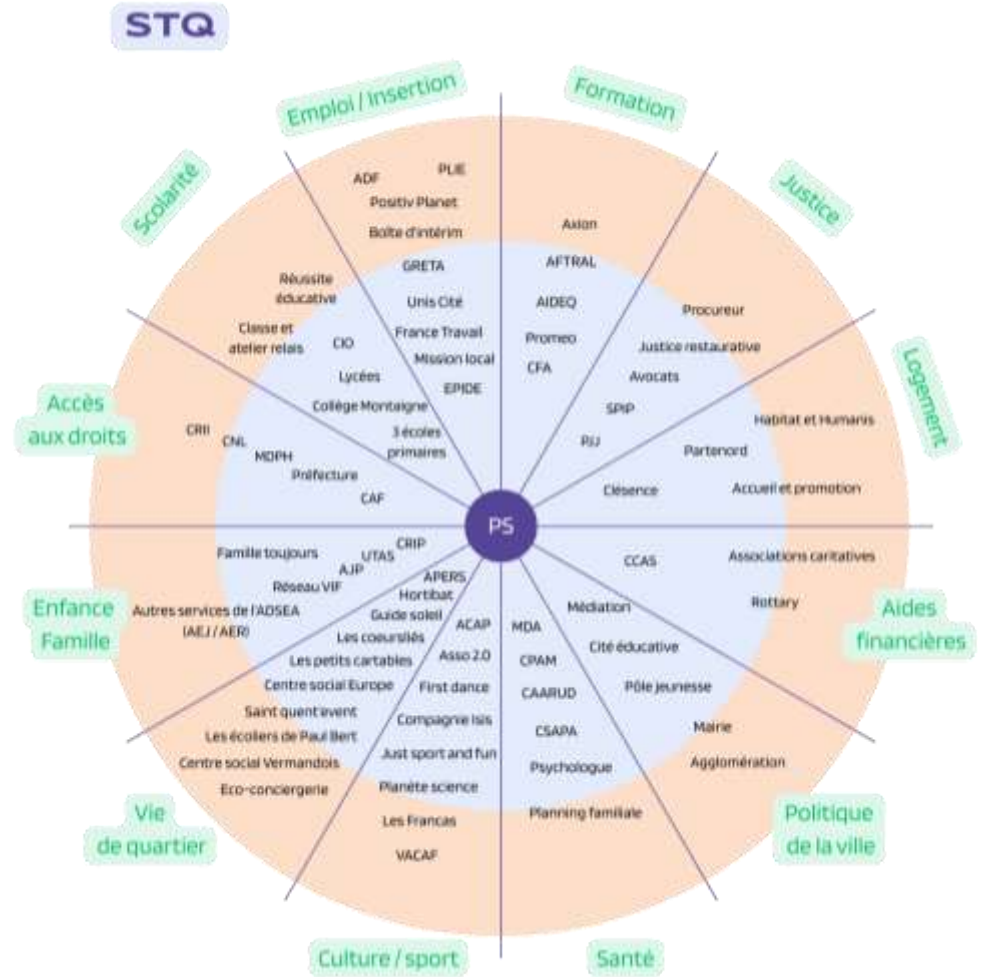 STQ
Emploi / Insertion
ADF
PLIE
Positiv Planet
Boîte d'intérim
GRETA
Unis Cité
France Travail
Mission local
EPIDE
Formation
Axion
AFTRAL
AIDEQ
Promeo
CFA
Justice
Procureur
Justice restaurative
Avocats
SPIP
PJJ
Logement
Habitat et Humanis
Partenord
Clésence
Accueil et promotion
Aides
financières
CCAS
Associations caritatives
Rottary
Politique
de la ville
Médiation
Cité éducative
Pôle jeunesse
Mairie
Agglomération
Santé
MDA
CPAM
CAARUD
CSAPA
Psychologue
Planning familiale
Culture / sport
ACAP
Asso 2.0
First dance
Compagnie Isis
Just sport and fun
Planète science
Les Francas
VACAF
Vie
de quartier
APERS
Hortibat
Guide soleil
Les coeursliés
Les petits cartables
Centre social Europe
Saint quent'event
Les écoliers de Paul Bert
Centre social Vermandois
Eco-conciergerie
Enfance
Famille
CRIP
UTAS
Famille toujours
AJP
Réseau VIF
Autres services de l'ADSEA
(AEJ / AER)
Accès
aux droits
CRII
CNL
MDPH
Préfecture
CAF
Scolarité
Réussite
éducative
Classe et
atelier relais
CIO
Lycées
Collège Montaigne
3 écoles
primaires
PS